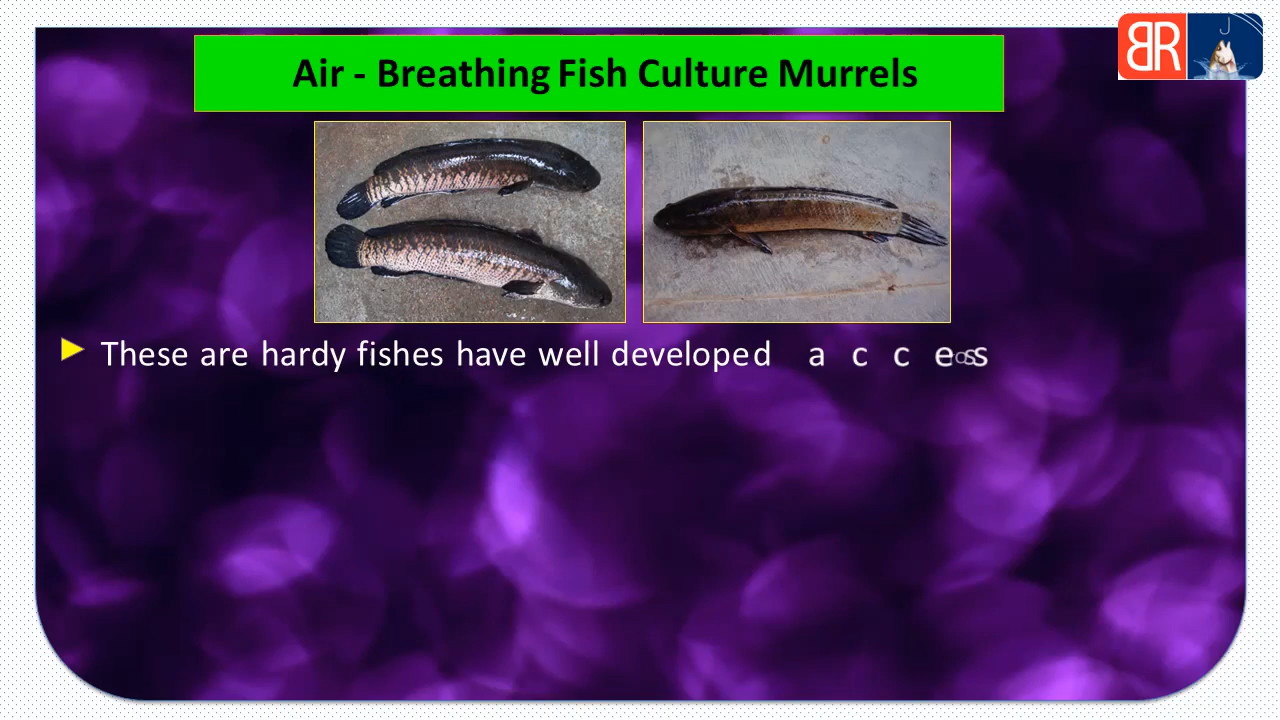 BR
Air - Breathing Fish Culture Murrels
These are hardy fishes have well developed